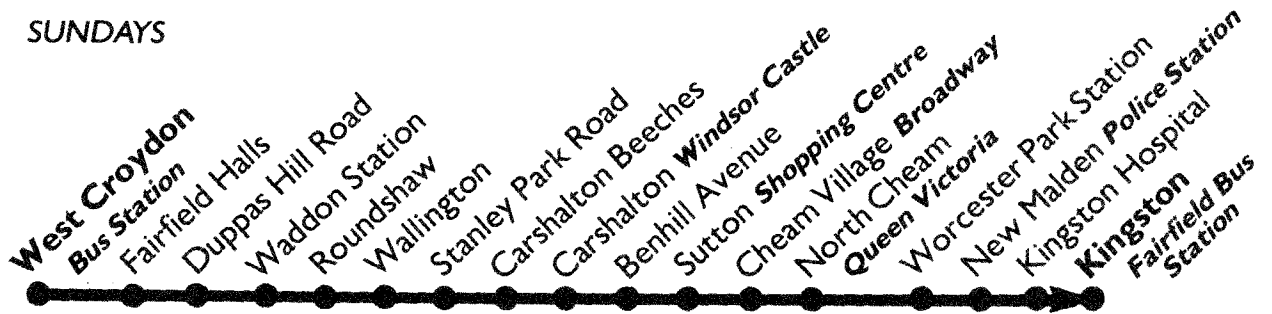 SUNDAYS
West Croydon
Bus Station
Fairfield Halls
Duppas Hill Road
Waddon Station
Roundshaw
Wallington
Stanley Park Road
Carshalton Beeches
Carshalton Windsor Castle
Benhill Avenue
Sutton Shopping Centre
Cheam Village Broadway
North Cheam
Queen Victoria
Worcester Park Station
New Malden Police Station
Kingston Hospital
Kingston
Fairfield Bus
Station